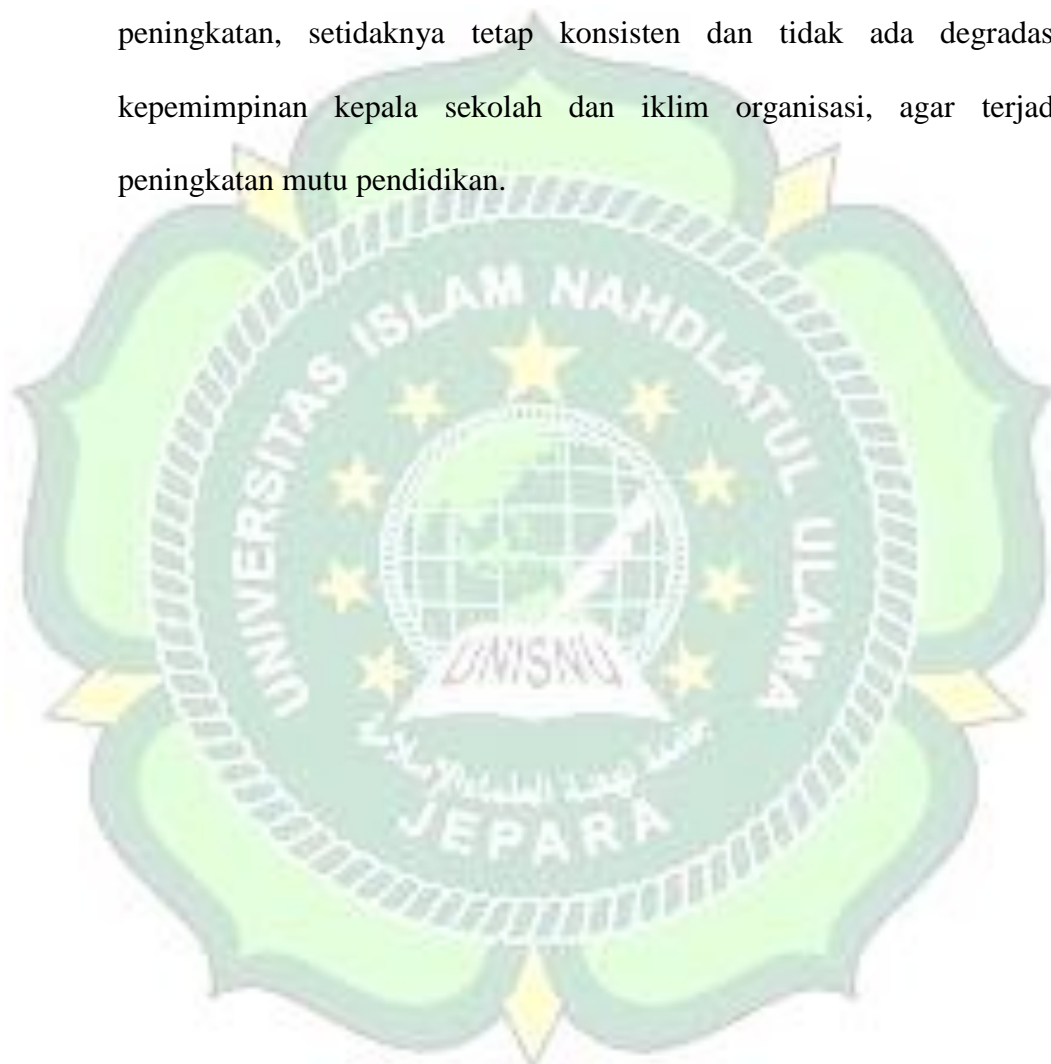 peningkatan, setidaknya tetap konsisten dan tidak ada degradas
kepemimpinan kepala sekolah dan iklim organisasi, agar terjad
peningkatan mutu pendidikan.
UNIVERSITAS ISLAM NAHDLATUL ULAMA
UNISNU
JEPARA